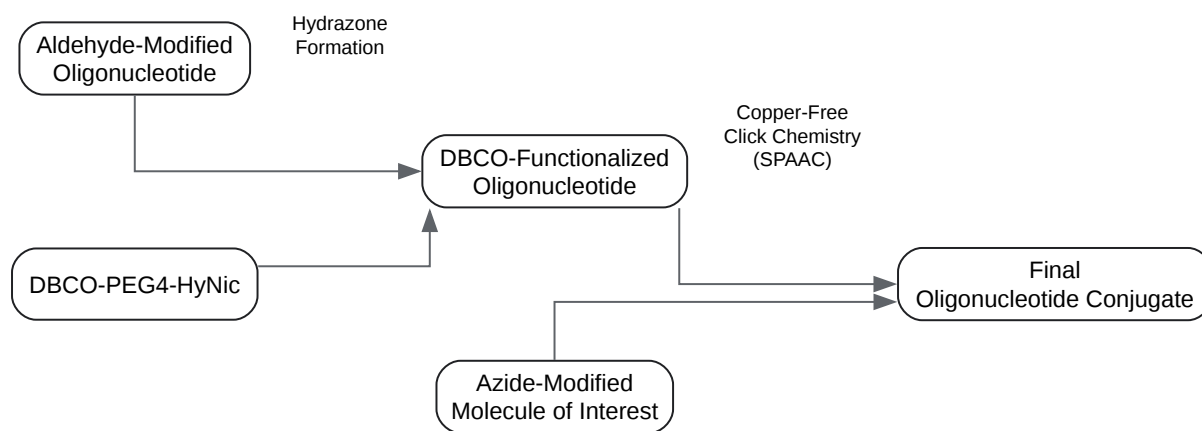 Hydrazone
Formation
Aldehyde-Modified
Oligonucleotide
Copper-Free
Click Chemistry
(SPAAC)
DBCO-Functionalized
Oligonucleotide
DBCO-PEG4-HyNic
Final
Oligonucleotide Conjugate
Azide-Modified
Molecule of Interest